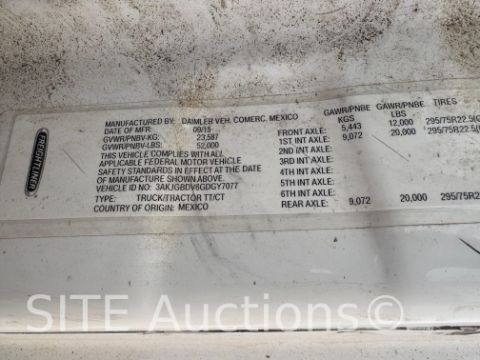 FREIGHTLINER
MANUFACTURED BY: DAIMLER VEH. COMERC. MEXICO
DATE OF MFR: 09/15
GVWR/PNBV-KG: 23,587
GVWR/PNBV-LBS: 52,000
THIS VEHICLE COMPLIES WITH ALL
APPLICABLE FEDERAL MOTOR VEHICLE
SAFETY STANDARDS IN EFFECT AT THE DATE
OF MANUFACTURE SHOWN ABOVE.
VEHICLE ID: 3AKJGBDV6GDGY7077
TYPE: TRUCK/TRACTOR TT/CT
COUNTRY OF ORIGIN: MEXICO
GAWR/PNBE KGS GAWR/PNBE LBS TIRES
FRONT AXLE: 5,443 12,000 295/75R22.5(
1ST INT AXLE: 9,072 20,000 295/75R22.5(
2ND INT AXLE:
3RD INT AXLE:
4TH INT AXLE:
5TH INT AXLE:
6TH INT AXLE:
REAR AXLE: 9,072 20,000 295/75R2
SITE Auctions.com